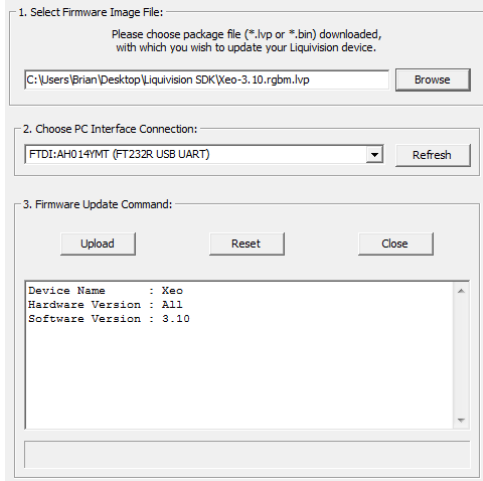 1. Select Firmware Image File:
Please choose package file (*.lvp or *.bin) downloaded,
with which you wish to update your Liquivision device.
C:\Users\Brian\Desktop\Liquivision SDK\Xeo-3.10.rgbm.lvp
Browse
2. Choose PC Interface Connection:
FTDI:AH014YMT (FT232R USB UART)
Refresh
3. Firmware Update Command:
Upload
Reset
Close
Device Name : Xeo
Hardware Version : All
Software Version : 3.10